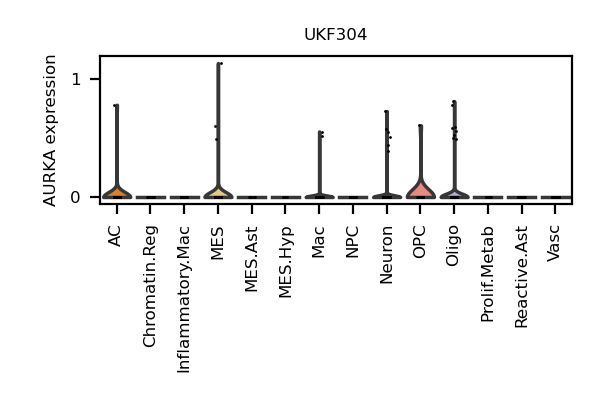 UKF304
AURKA expression
1
0
AC
Chromatin.Reg
Inflammatory.Mac
MES
MES.Ast
MES.Hyp
Mac
NPC
Neuron
OPC
Oligo
Prolif.Metab
Reactive.Ast
Vasc